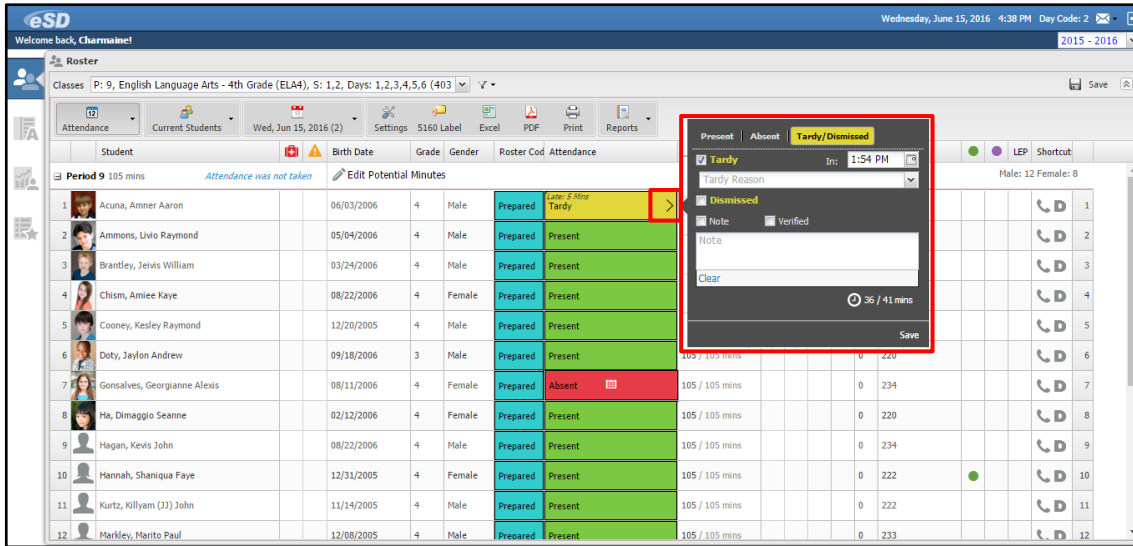 eSD
Wednesday, June 15, 2016 4:38 PM Day Code: 2
Welcome back, Charmaine!
2015 - 2016
Roster
Classes P: 9, English Language Arts - 4th Grade (ELA4), S: 1,2, Days: 1,2,3,4,5,6 (403
Save
12
Attendance Current Students Wed, Jun 15, 2016 (2) Settings 5160 Label Excel PDF Print Reports
Student Birth Date Grade Gender Roster Cod Attendance LEP Shortcut
Period 9 105 mins Attendance was not taken Edit Potential Minutes Male: 12 Female: 8
Present Absent Tardy/Dismissed
Tardy In: 1:54 PM
Tardy Reason
Dismissed
Note Verified
Note
Clear
36 / 41 mins
Save
1 Acuna, Amner Aaron 06/03/2006 4 Male Prepared Late: 5 Mins Tardy > D 1
2 Ammons, Livio Raymond 05/04/2006 4 Male Prepared Present D 2
3 Brantley, Jeivis William 03/24/2006 4 Male Prepared Present D 3
4 Chism, Amiee Kaye 08/22/2006 4 Female Prepared Present D 4
5 Cooney, Kesley Raymond 12/20/2005 4 Male Prepared Present D 5
6 Doty, Jaylon Andrew 09/18/2006 3 Male Prepared Present 105 / 105 mins 0 220 D 6
7 Gonsalves, Georgianne Alexis 08/11/2006 4 Female Prepared Absent 105 / 105 mins 0 234 D 7
8 Ha, Dimaggio Seanne 02/12/2006 4 Female Prepared Present 105 / 105 mins 0 220 D 8
9 Hagan, Kevis John 08/22/2006 4 Male Prepared Present 105 / 105 mins 0 234 D 9
10 Hannah, Shaniqua Faye 12/31/2005 4 Female Prepared Present 105 / 105 mins 0 222 D 10
11 Kurtz, Killyam (JJ) John 11/14/2005 4 Male Prepared Present 105 / 105 mins 0 222 D 11
12 Markley, Marito Paul 12/08/2005 4 Male Prepared Present 105 / 105 mins 0 233 D 12